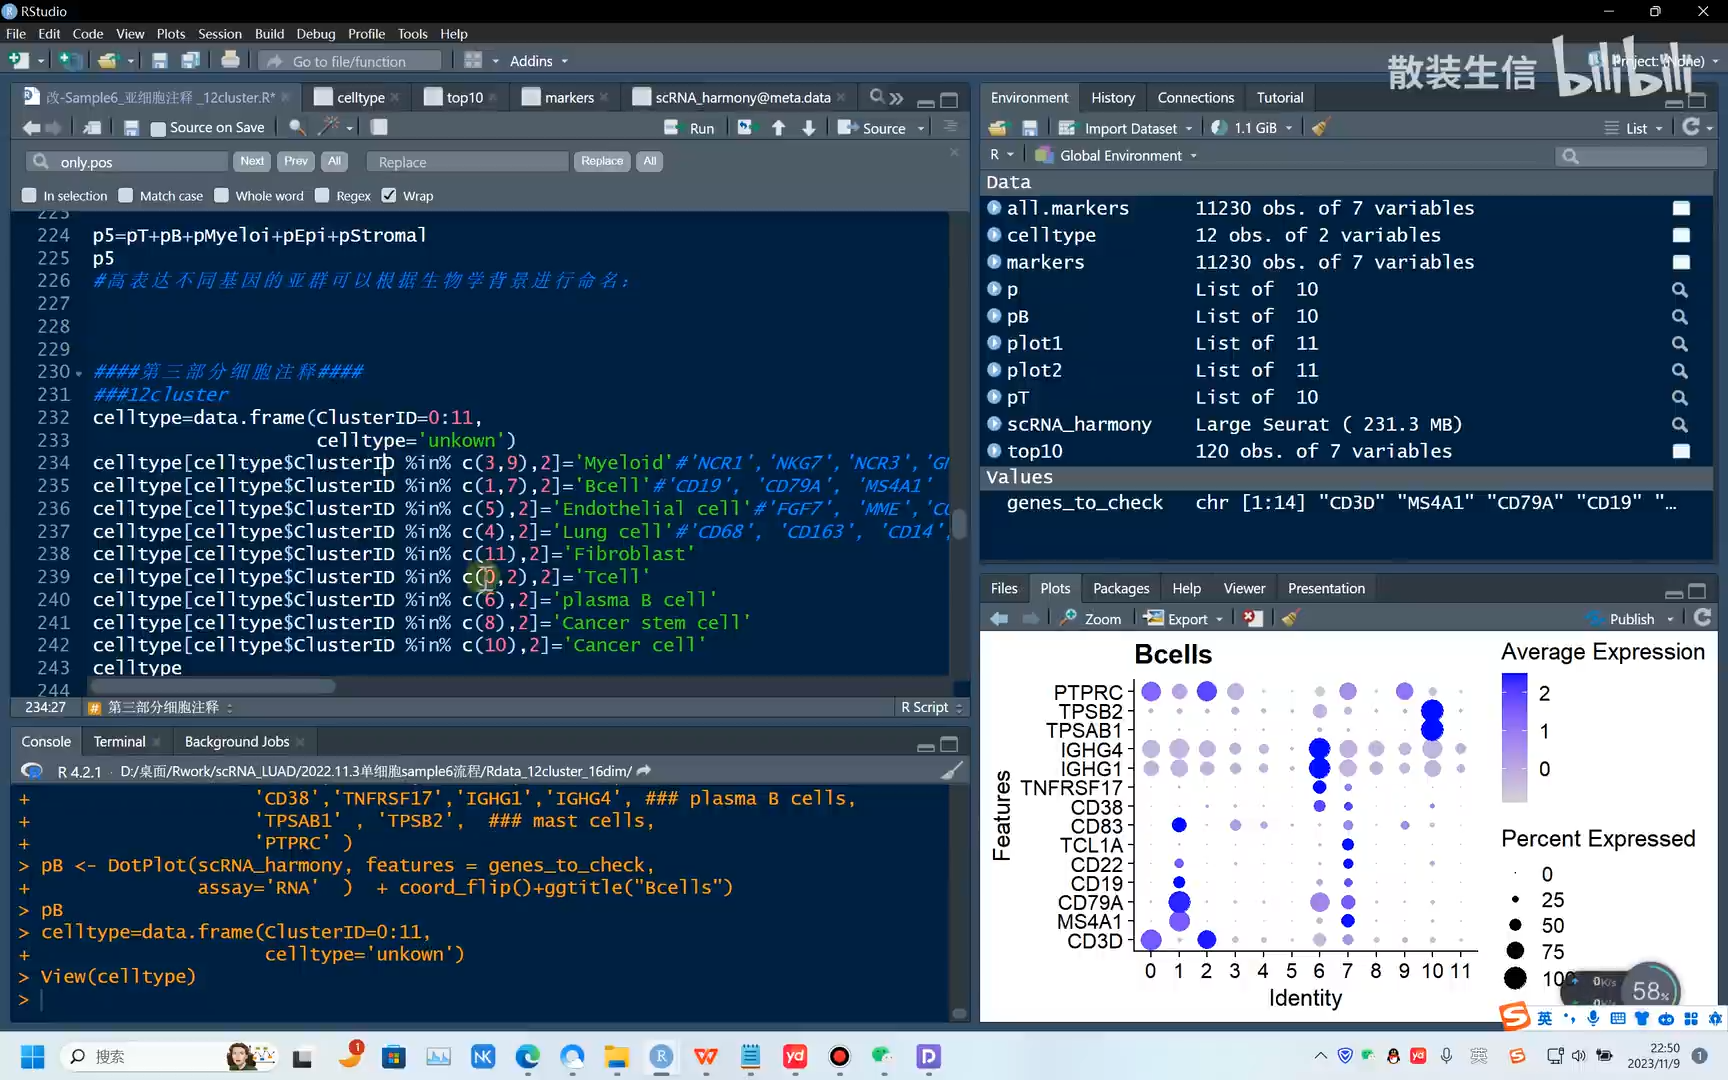 RStudio
File Edit Code View Plots Session Build Debug Profile Tools Help
Go to file/function Addins
散装生信 bilibili
Project: (None)
改-Sample6_亚细胞注释 _12cluster.R* celltype top10 markers scRNA_harmony@meta.data
Source on Save Run Source
only.pos Next Prev All Replace Replace All
In selection Match case Whole word Regex Wrap
223
224 p5=pT+pB+pMyeloi+pEpi+pStromal
225 p5
226 #高表达不同基因的亚群可以根据生物学背景进行命名：
227
228
229
230 ####第三部分细胞注释####
231 ###12cluster
232 celltype=data.frame(ClusterID=0:11,
233 celltype='unkown')
234 celltype[celltype$ClusterID %in% c(3,9),2]='Myeloid'#'NCR1','NKG7','NCR3','GN
235 celltype[celltype$ClusterID %in% c(1,7),2]='Bcell'#'CD19', 'CD79A', 'MS4A1'
236 celltype[celltype$ClusterID %in% c(5),2]='Endothelial cell'#'FGF7', 'MME','CO
237 celltype[celltype$ClusterID %in% c(4),2]='Lung cell'#'CD68', 'CD163', 'CD14',
238 celltype[celltype$ClusterID %in% c(11),2]='Fibroblast'
239 celltype[celltype$ClusterID %in% c(0,2),2]='Tcell'
240 celltype[celltype$ClusterID %in% c(6),2]='plasma B cell'
241 celltype[celltype$ClusterID %in% c(8),2]='Cancer stem cell'
242 celltype[celltype$ClusterID %in% c(10),2]='Cancer cell'
243 celltype
244
234:27 # 第三部分细胞注释 R Script
Console Terminal Background Jobs
R 4.2.1 · D:/桌面/Rwork/scRNA_LUAD/2022.11.3单细胞sample6流程/Rdata_12cluster_16dim/
+ 'CD38','TNFRSF17','IGHG1','IGHG4', ### plasma B cells,
+ 'TPSAB1' , 'TPSB2', ### mast cells,
+ 'PTPRC' )
> pB <- DotPlot(scRNA_harmony, features = genes_to_check,
+ assay='RNA' ) + coord_flip()+ggtitle("Bcells")
> pB
> celltype=data.frame(ClusterID=0:11,
+ celltype='unkown')
> View(celltype)
>
Environment History Connections Tutorial
Import Dataset 1.1 GiB List
R Global Environment
Data
all.markers 11230 obs. of 7 variables
celltype 12 obs. of 2 variables
markers 11230 obs. of 7 variables
p List of 10
pB List of 10
plot1 List of 11
plot2 List of 11
pT List of 10
scRNA_harmony Large Seurat ( 231.3 MB)
top10 120 obs. of 7 variables
Values
genes_to_check chr [1:14] "CD3D" "MS4A1" "CD79A" "CD19" "…
Files Plots Packages Help Viewer Presentation
Zoom Export Publish
Bcells
PTPRC
TPSB2
TPSAB1
IGHG4
IGHG1
TNFRSF17
CD38
CD83
TCL1A
CD22
CD19
CD79A
MS4A1
CD3D
Features
0 1 2 3 4 5 6 7 8 9 10 11
Identity
Average Expression
2
1
0
Percent Expressed
0
25
50
75
100
0K/s
0K/s
58%
英
搜索
1
NK
yd
英
22:50
2023/11/9
1